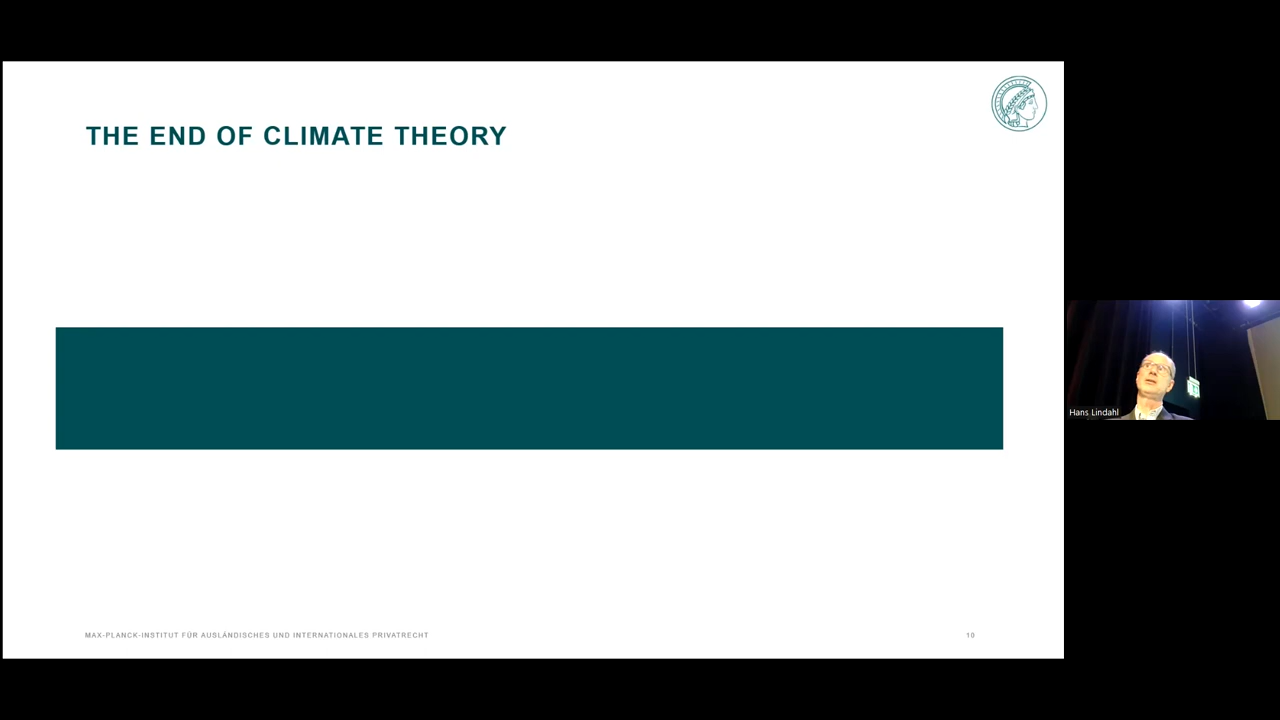 THE END OF CLIMATE THEORY
Hans Lindahl
MAX-PLANCK-INSTITUT FÜR AUSLÄNDISCHES UND INTERNATIONALES PRIVATRECHT
10